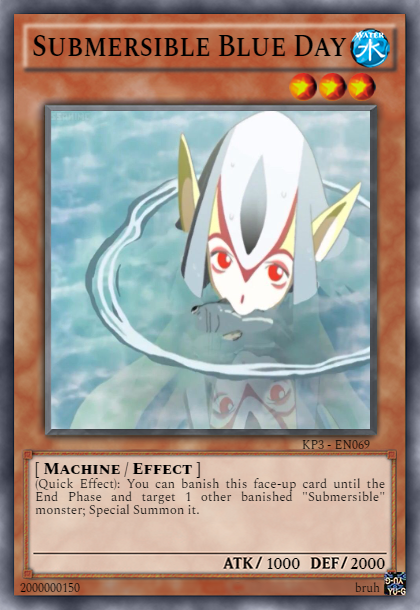 Submersible Blue Day
WATER
水
KP3 - EN069
[ Machine / Effect ]
(Quick Effect): You can banish this face-up card until the
End Phase and target 1 other banished "Submersible"
monster; Special Summon it.
ATK / 1000 DEF / 2000
2000000150
bruh